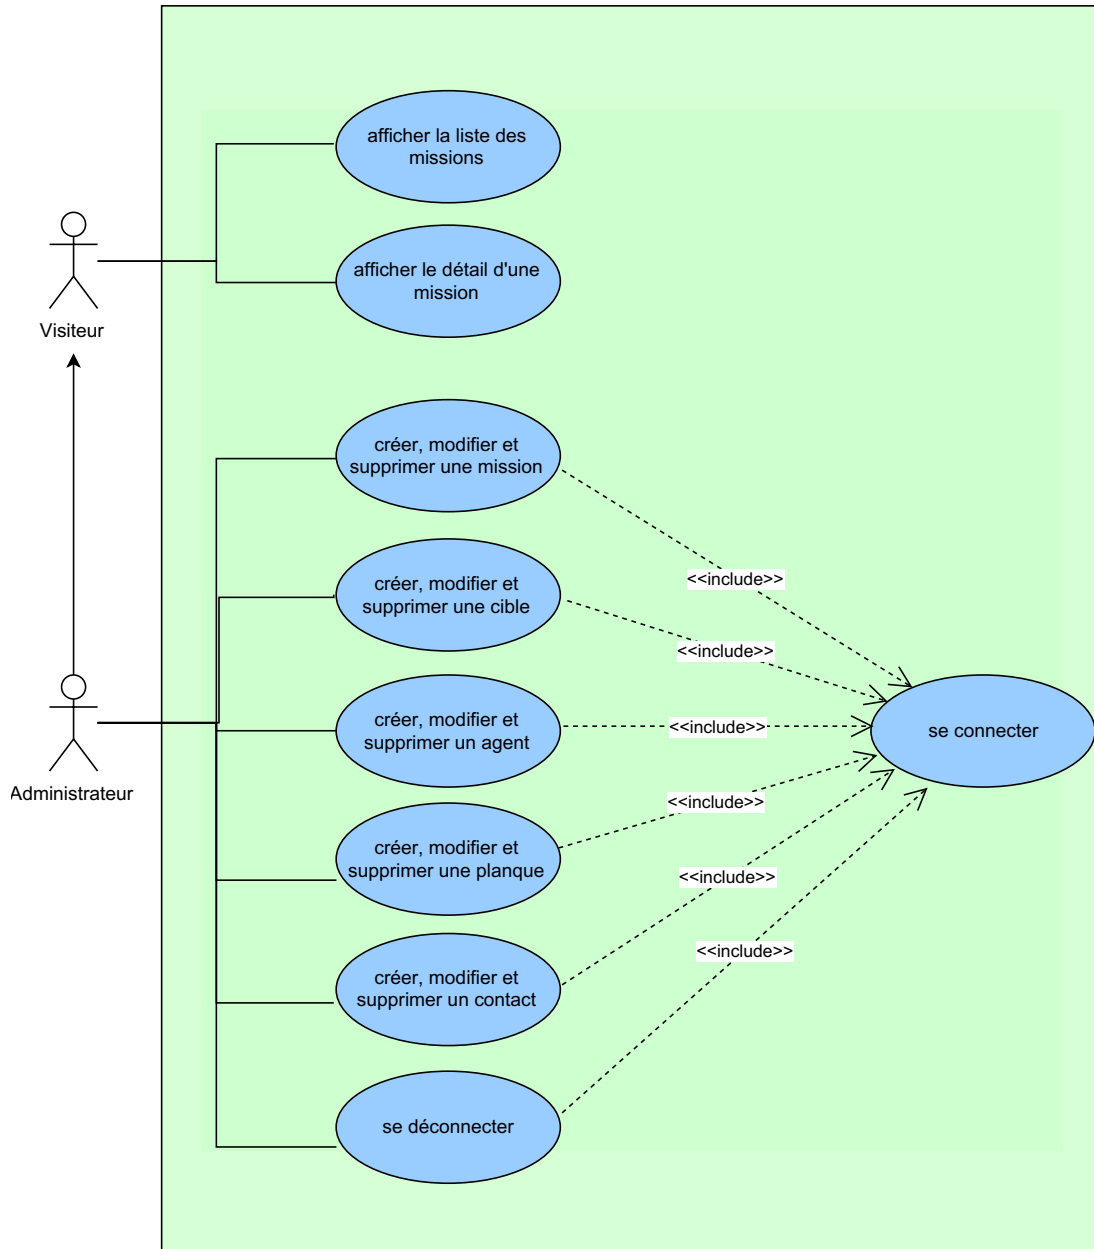 afficher la liste des
missions
afficher le détail d'une
mission
Visiteur
créer, modifier et
supprimer une mission
<<include>>
créer, modifier et
supprimer une cible
<<include>>
créer, modifier et
supprimer un agent
<<include>>
se connecter
Administrateur
créer, modifier et
supprimer une planque
<<include>>
créer, modifier et
supprimer un contact
<<include>>
<<include>>
se déconnecter